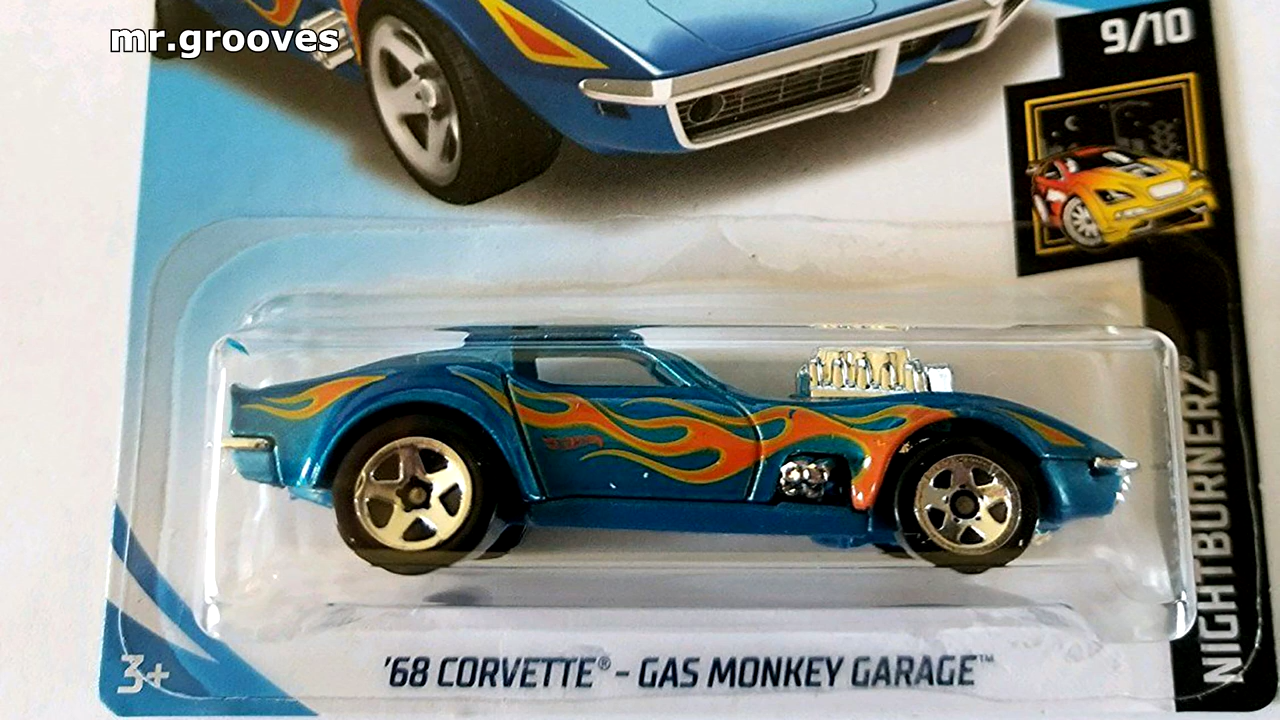 mr.grooves
9/10
NIGHTBURNERZ®
3+
'68 CORVETTE® - GAS MONKEY GARAGE™